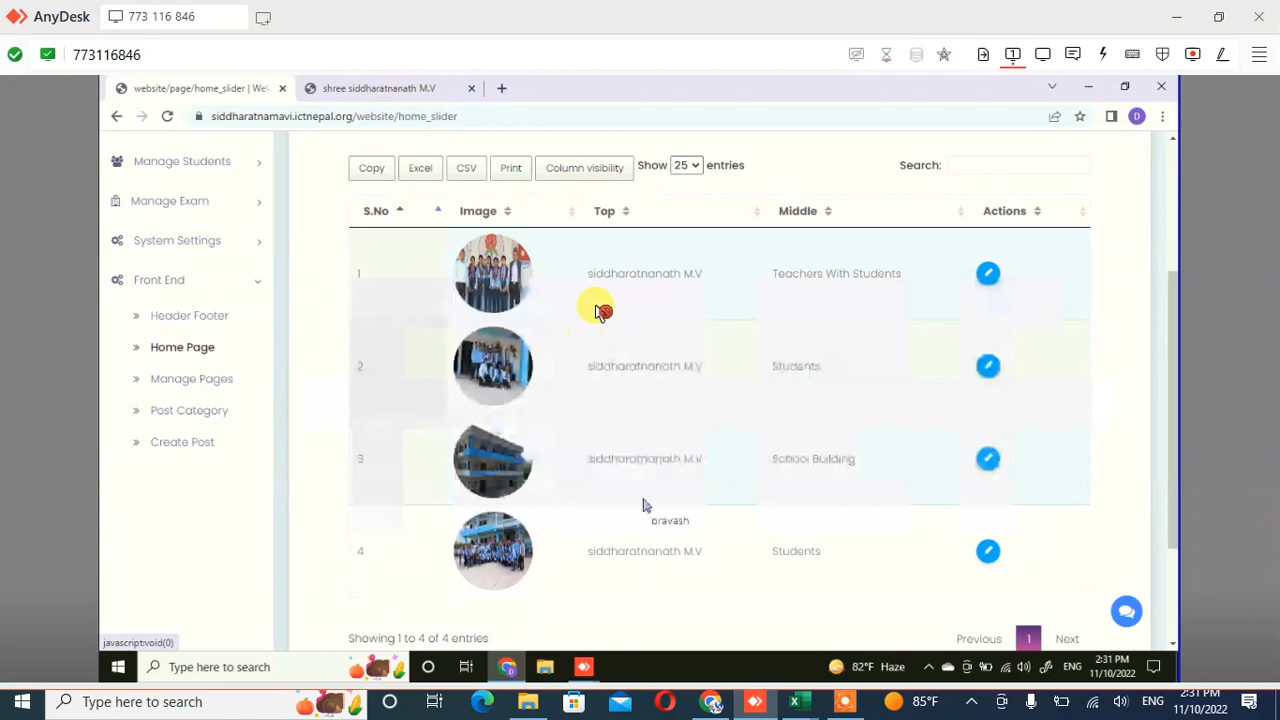 AnyDesk
773 116 846
773116846
website/page/home_slider | Wel
shree siddharatnanath M.V
siddharatnamavi.ictnepal.org/website/home_slider
Manage Students
Manage Exam
System Settings
Front End
Header Footer
Home Page
Manage Pages
Post Category
Create Post
Copy
Excel
CSV
Print
Column visibility
Show 25 entries
Search:
S.No Image Top Middle Actions
1 siddharatnanath M.V Teachers With Students
2 siddharatnanath M.V Students
3 siddharatnanath M.V School Building
pravash
4 siddharatnanath M.V Students
Showing 1 to 4 of 4 entries
Previous 1 Next
javascript:void(0)
Type here to search
82°F Haze
ENG
2:31 PM
11/10/2022
Type here to search
85°F
ENG
2:31 PM
11/10/2022